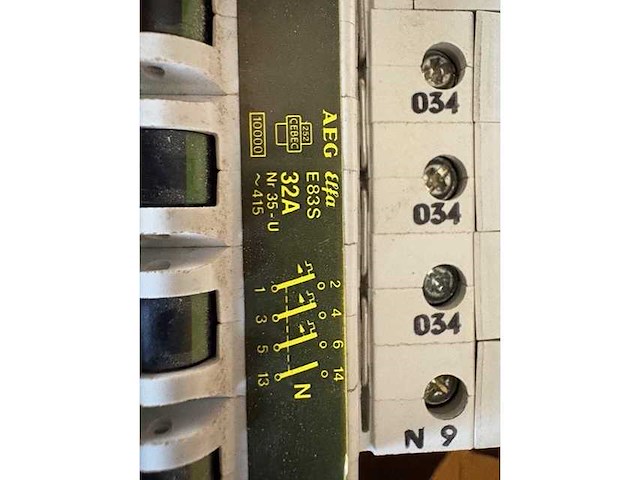 AEG Elfa
E83S
32A
Nr 35-U
~415
252
CEBEC
10000
2 4 6 14
1 3 5 13
N
034
034
034
N 9